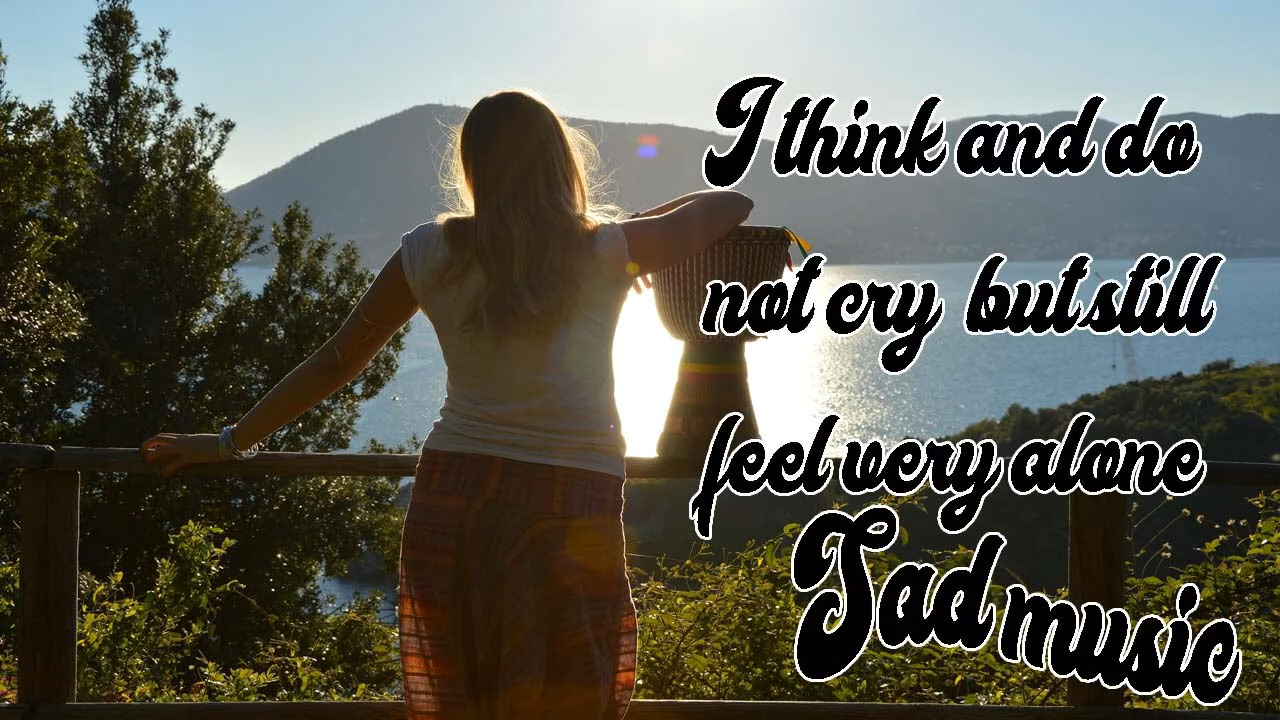 I think and do
not cry but still
feel very alone
Sad music